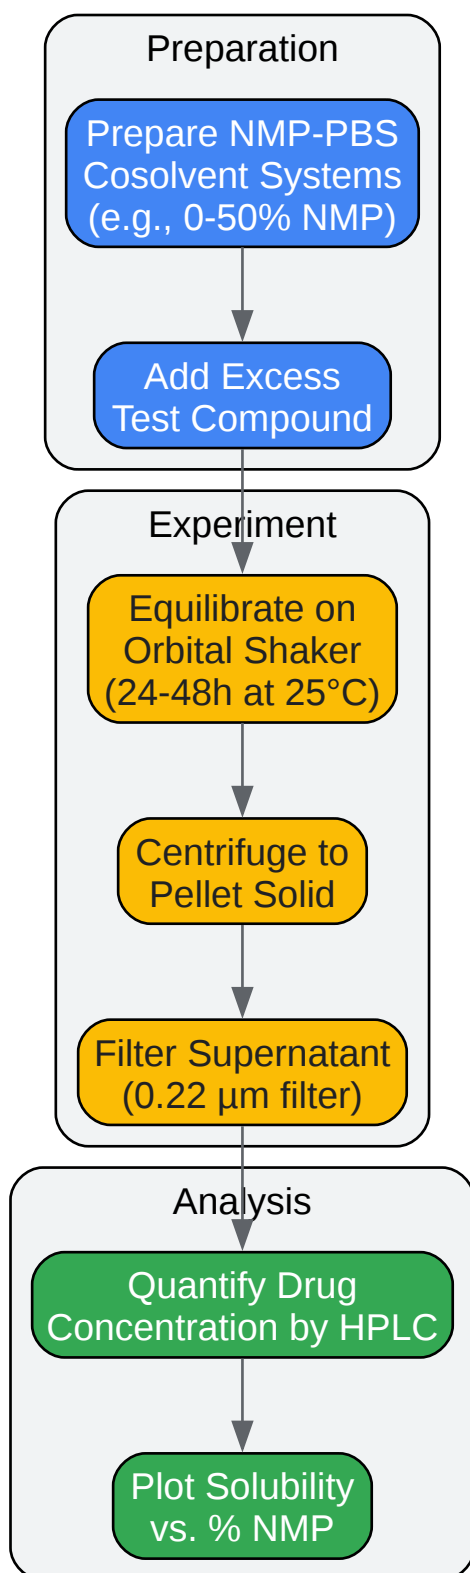 Preparation
Prepare NMP-PBS
Cosolvent Systems
(e.g., 0-50% NMP)
Add Excess
Test Compound
Experiment
Equilibrate on
Orbital Shaker
(24-48h at 25°C)
Centrifuge to
Pellet Solid
Filter Supernatant
(0.22 µm filter)
Analysis
Quantify Drug
Concentration by HPLC
Plot Solubility
vs. % NMP